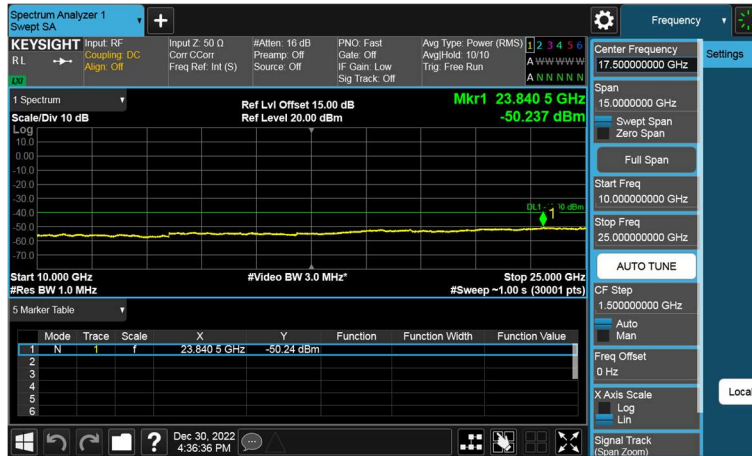 Spectrum Analyzer 1
Swept SA
+
Frequency
KEYSIGHT
RL
LXI
Input: RF
Coupling: DC
Align: Off
Input Z: 50 Ω
Corr CCorr
Freq Ref: Int (S)
#Atten: 16 dB
Preamp: Off
Source: Off
PNO: Fast
Gate: Off
IF Gain: Low
Sig Track: Off
Avg Type: Power (RMS)
Avg|Hold: 10/10
Trig: Free Run
1 2 3 4 5 6
A W W W W W
A N N N N N
1 Spectrum
Scale/Div 10 dB
Ref Lvl Offset 15.00 dB
Ref Level 20.00 dBm
Mkr1 23.840 5 GHz
-50.237 dBm
Log
10.0
0.00
-10.0
-20.0
-30.0
-40.0
-50.0
-60.0
-70.0
DL1
dBm
1
Start 10.000 GHz
#Res BW 1.0 MHz
#Video BW 3.0 MHz*
Stop 25.000 GHz
#Sweep ~1.00 s (30001 pts)
5 Marker Table
Mode Trace Scale X Y Function Function Width Function Value
1 N 1 f 23.840 5 GHz -50.24 dBm
2
3
4
5
6
Dec 30, 2022
4:36:36 PM
Center Frequency
17.500000000 GHz
Settings
Span
15.0000000 GHz
Swept Span
Zero Span
Full Span
Start Freq
10.000000000 GHz
Stop Freq
25.000000000 GHz
AUTO TUNE
CF Step
1.500000000 GHz
Auto
Man
Freq Offset
0 Hz
X Axis Scale
Log
Lin
Local
Signal Track
(Span Zoom)